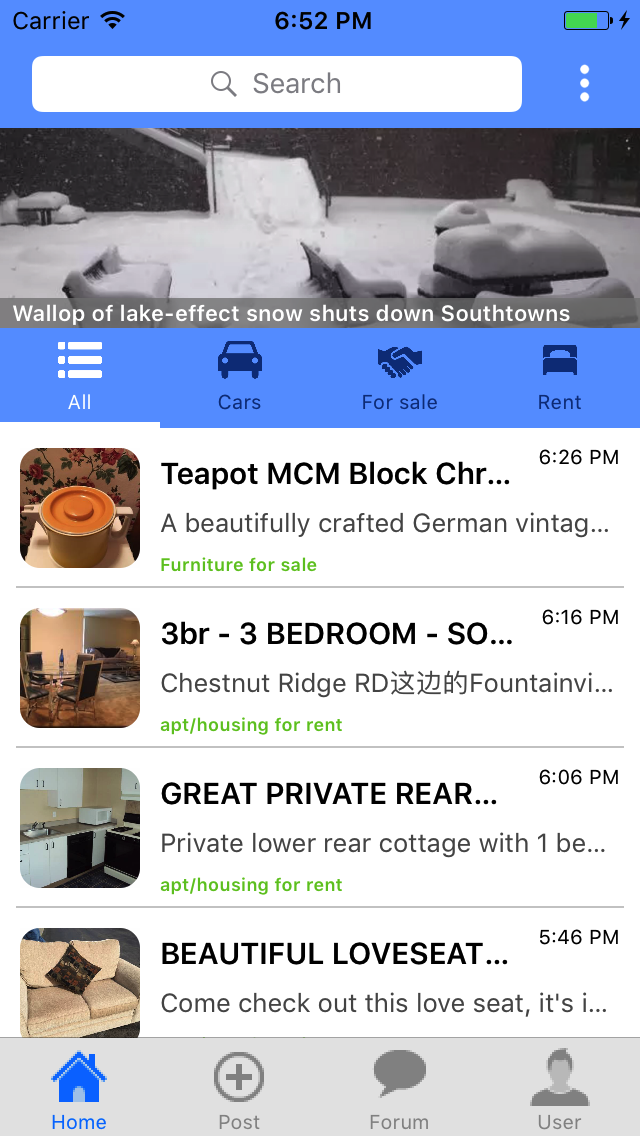 Carrier 6:52 PM
Search
Wallop of lake-effect snow shuts down Southtowns
All Cars For sale Rent
Teapot MCM Block Chr... 6:26 PM
A beautifully crafted German vintag...
Furniture for sale
3br - 3 BEDROOM - SO... 6:16 PM
Chestnut Ridge RD这边的Fountainvi...
apt/housing for rent
GREAT PRIVATE REAR... 6:06 PM
Private lower rear cottage with 1 be...
apt/housing for rent
BEAUTIFUL LOVESEAT... 5:46 PM
Come check out this love seat, it's i...
Home Post Forum User